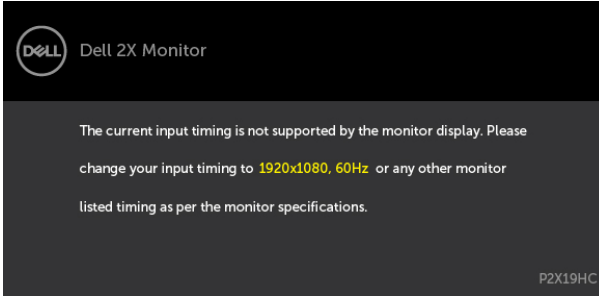 DELL Dell 2X Monitor
The current input timing is not supported by the monitor display. Please
change your input timing to 1920x1080, 60Hz or any other monitor
listed timing as per the monitor specifications.
P2X19HC